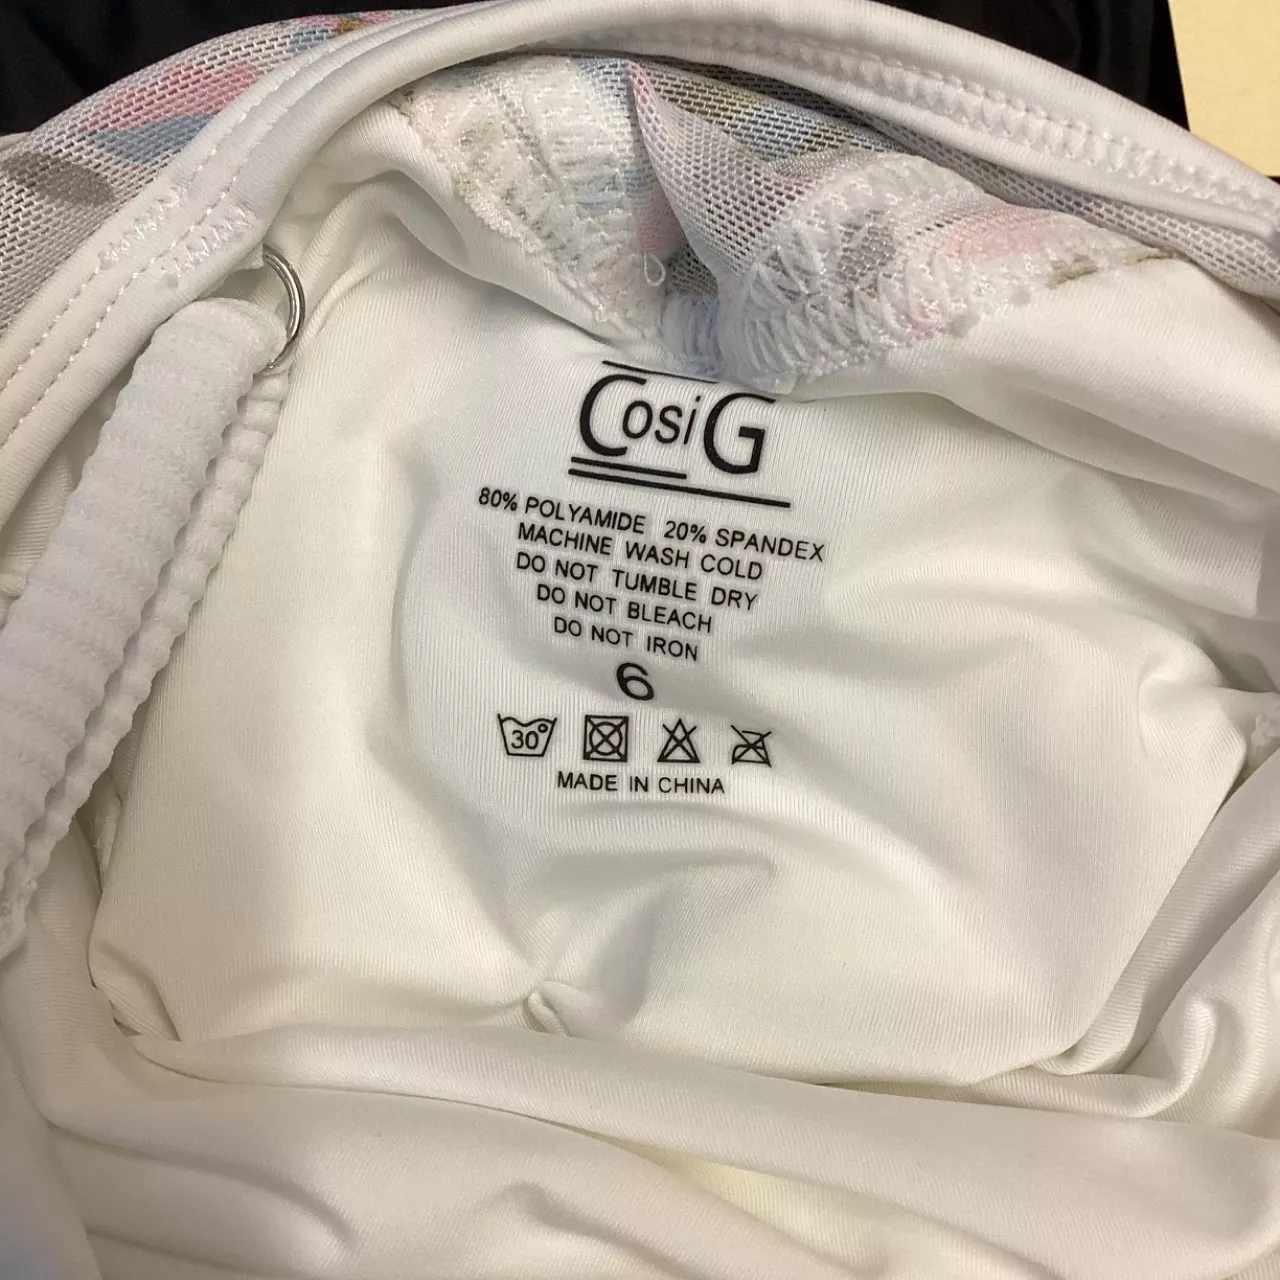 Cosi G
80% POLYAMIDE 20% SPANDEX
MACHINE WASH COLD
DO NOT TUMBLE DRY
DO NOT BLEACH
DO NOT IRON
6
30°
MADE IN CHINA